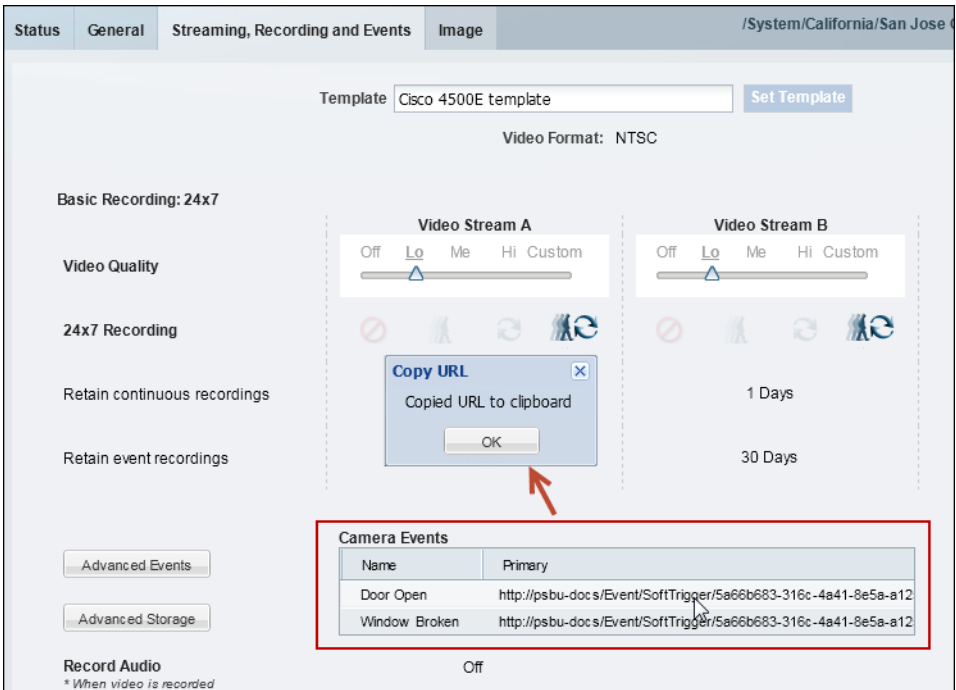 /System/California/San Jose
Status General Streaming, Recording and Events Image
Template Cisco 4500E template Set Template
Video Format: NTSC
Basic Recording: 24x7
Video Stream A Video Stream B
Off Lo Me Hi Custom Off Lo Me Hi Custom
Video Quality
24x7 Recording
Copy URL
Copied URL to clipboard
OK
Retain continuous recordings 1 Days
Retain event recordings 30 Days
Camera Events
Advanced Events Name Primary
Door Open http://psbu-docs/Event/SoftTrigger/5a66b683-316c-4a41-8e5a-a12
Advanced Storage Window Broken http://psbu-docs/Event/SoftTrigger/5a66b683-316c-4a41-8e5a-a12
Record Audio Off
* When video is recorded